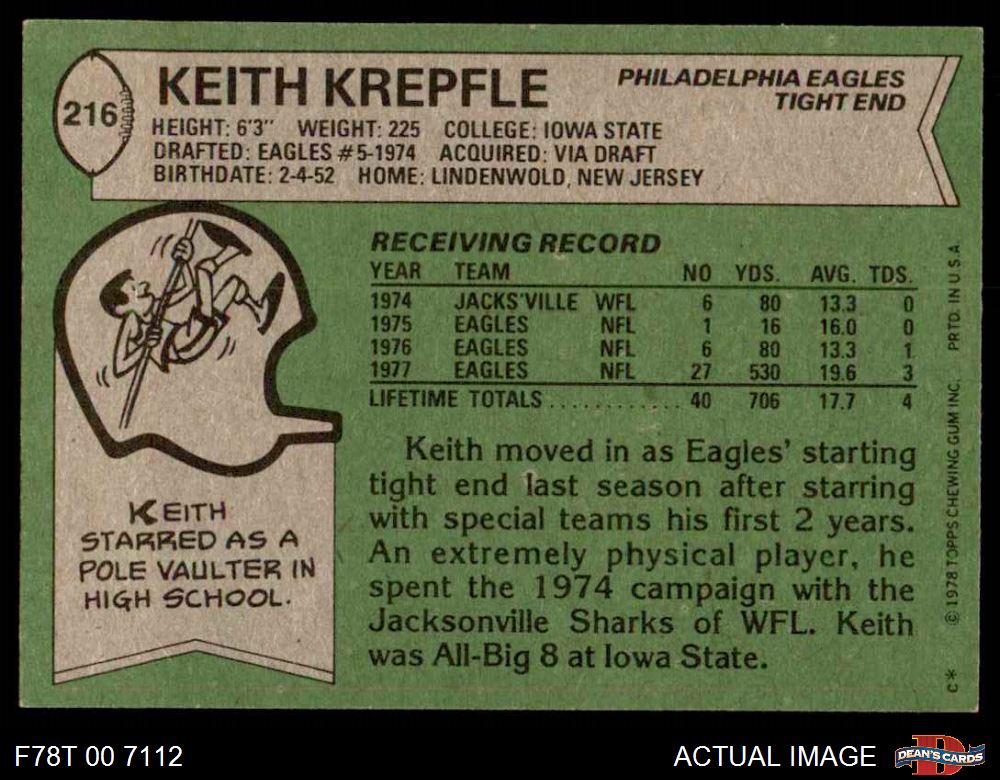 216
KEITH KREPFLE
PHILADELPHIA EAGLES
TIGHT END
HEIGHT: 6'3" WEIGHT: 225 COLLEGE: IOWA STATE
DRAFTED: EAGLES #5-1974 ACQUIRED: VIA DRAFT
BIRTHDATE: 2-4-52 HOME: LINDENWOLD, NEW JERSEY
RECEIVING RECORD
YEAR TEAM NO YDS. AVG. TDS.
1974 JACKS'VILLE WFL 6 80 13.3 0
1975 EAGLES NFL 1 16 16.0 0
1976 EAGLES NFL 6 80 13.3 1
1977 EAGLES NFL 27 530 19.6 3
LIFETIME TOTALS............. 40 706 17.7 4
Keith moved in as Eagles' starting
tight end last season after starring
with special teams his first 2 years.
An extremely physical player, he
spent the 1974 campaign with the
Jacksonville Sharks of WFL. Keith
was All-Big 8 at Iowa State.
KEITH
STARRED AS A
POLE VAULTER IN
HIGH SCHOOL.
C* © 1978 TOPPS CHEWING GUM INC. PRTD. IN U.S.A.
F78T 00 7112
ACTUAL IMAGE
D
DEAN'S CARDS